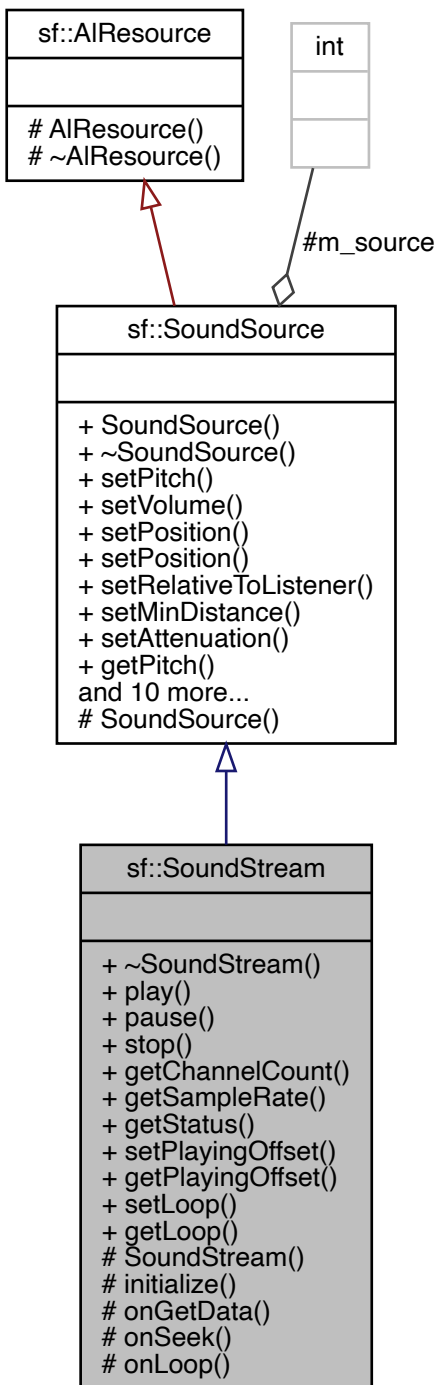 sf::AlResource
int
# AlResource()
# ~AlResource()
#m_source
sf::SoundSource
+ SoundSource()
+ ~SoundSource()
+ setPitch()
+ setVolume()
+ setPosition()
+ setPosition()
+ setRelativeToListener()
+ setMinDistance()
+ setAttenuation()
+ getPitch()
and 10 more...
# SoundSource()
sf::SoundStream
+ ~SoundStream()
+ play()
+ pause()
+ stop()
+ getChannelCount()
+ getSampleRate()
+ getStatus()
+ setPlayingOffset()
+ getPlayingOffset()
+ setLoop()
+ getLoop()
# SoundStream()
# initialize()
# onGetData()
# onSeek()
# onLoop()